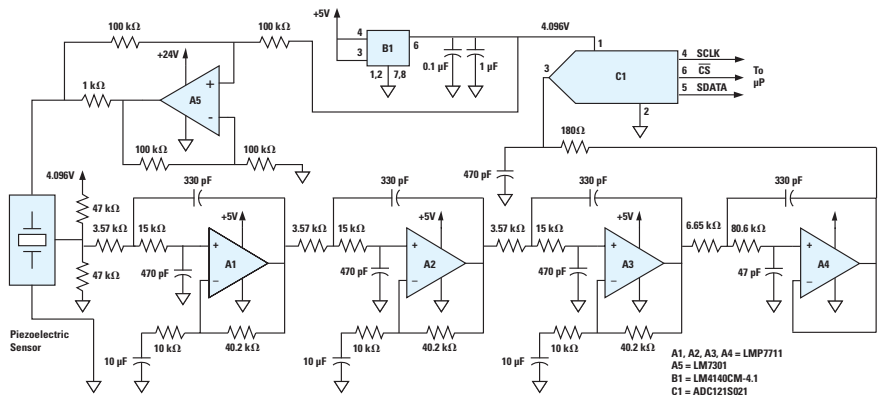 +5V
4.096V
100 kΩ
100 kΩ
+24V
4
3
B1
6
1,2
7,8
0.1 µF
1 µF
1
3
C1
4 SCLK
6 CS
5 SDATA
To
µP
2
1 kΩ
A5
+
-
100 kΩ
100 kΩ
180Ω
470 pF
4.096V
47 kΩ
47 kΩ
330 pF
330 pF
330 pF
330 pF
3.57 kΩ
15 kΩ
+5V
3.57 kΩ
15 kΩ
+5V
3.57 kΩ
15 kΩ
+5V
6.65 kΩ
80.6 kΩ
+
−
A1
+
−
A2
+
−
A3
+
−
A4
470 pF
470 pF
470 pF
47 pF
Piezoelectric
Sensor
10 µF
10 kΩ
40.2 kΩ
10 µF
10 kΩ
40.2 kΩ
10 µF
10 kΩ
40.2 kΩ
A1, A2, A3, A4 = LMP7711
A5 = LM7301
B1 = LM4140CM-4.1
C1 = ADC121S021